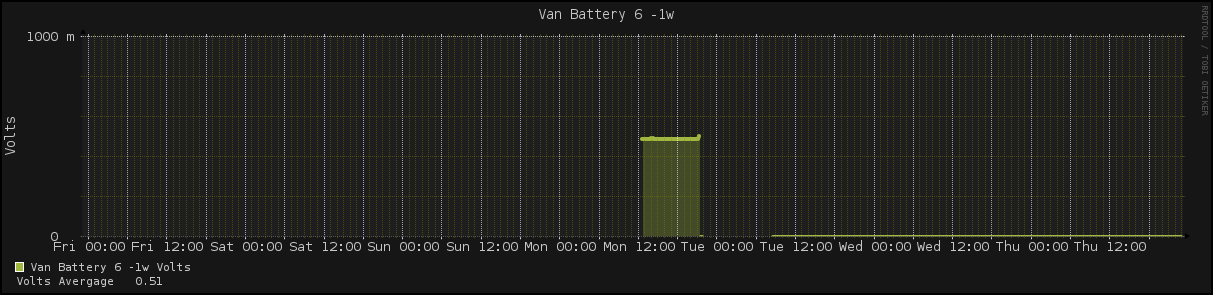 Van Battery 6 -1w
RRDTOOL / TOBI OETIKER
1000 m
Volts
0
Fri 00:00 Fri 12:00 Sat 00:00 Sat 12:00 Sun 00:00 Sun 12:00 Mon 00:00 Mon 12:00 Tue 00:00 Tue 12:00 Wed 00:00 Wed 12:00 Thu 00:00 Thu 12:00
Van Battery 6 -1w Volts
Volts Avergage 0.51